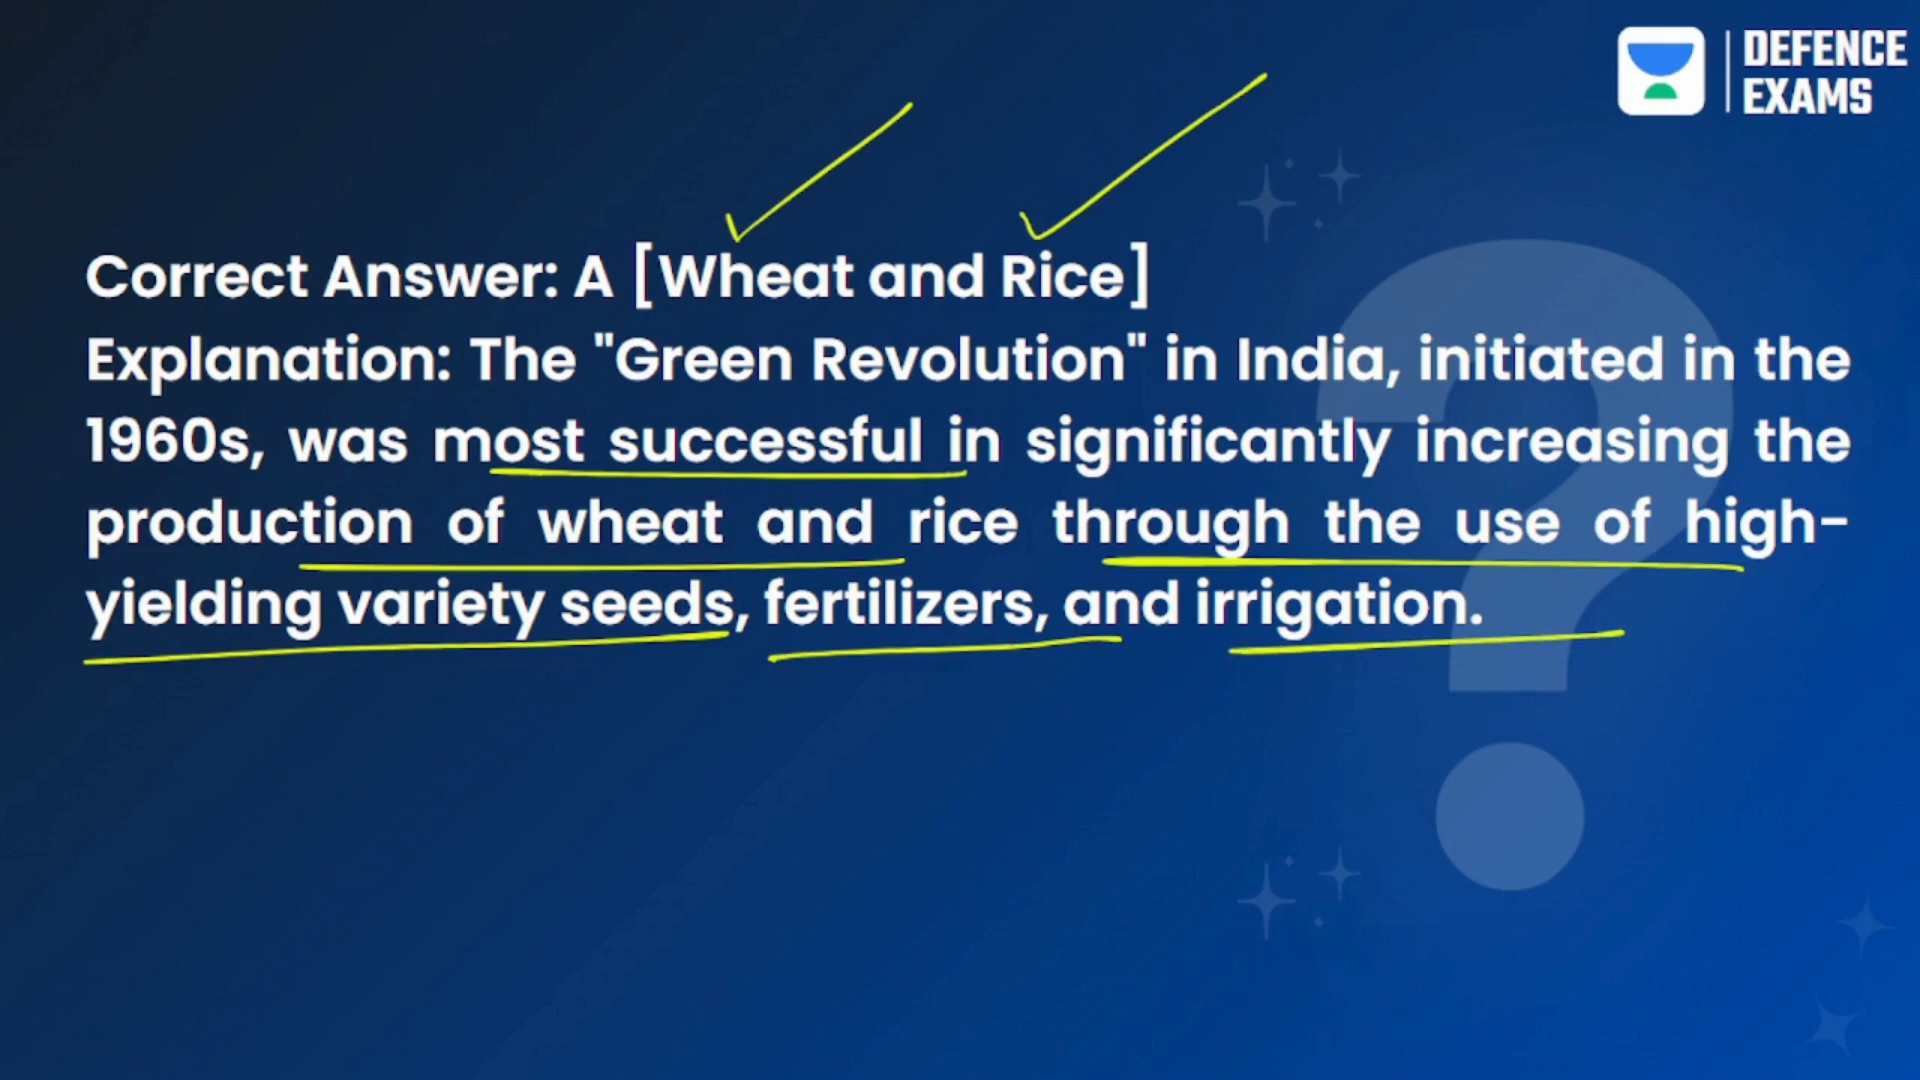 DEFENCE
EXAMS
Correct Answer: A [Wheat and Rice]
Explanation: The "Green Revolution" in India, initiated in the
1960s, was most successful in significantly increasing the
production of wheat and rice through the use of high-
yielding variety seeds, fertilizers, and irrigation.